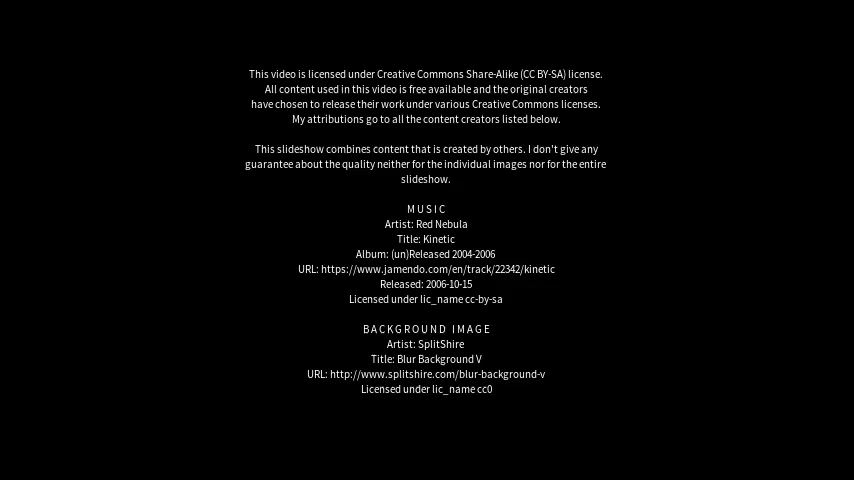 This video is licensed under Creative Commons Share-Alike (CC BY-SA) license.
All content used in this video is free available and the original creators
have chosen to release their work under various Creative Commons licenses.
My attributions go to all the content creators listed below.
This slideshow combines content that is created by others. I don't give any
guarantee about the quality neither for the individual images nor for the entire
slideshow.
MUSIC
Artist: Red Nebula
Title: Kinetic
Album: (un)Released 2004-2006
URL: https://www.jamendo.com/en/track/22342/kinetic
Released: 2006-10-15
Licensed under lic_name cc-by-sa
BACKGROUND IMAGE
Artist: SplitShire
Title: Blur Background V
URL: http://www.splitshire.com/blur-background-v
Licensed under lic_name cc0